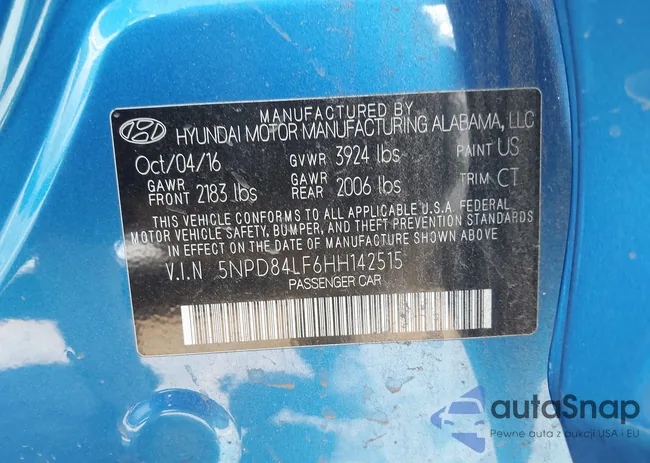 MANUFACTURED BY
HYUNDAI MOTOR MANUFACTURING ALABAMA, LLC
Oct/04/16 GVWR 3924 lbs PAINT US
GAWR FRONT 2183 lbs GAWR REAR 2006 lbs TRIM CT
THIS VEHICLE CONFORMS TO ALL APPLICABLE U.S.A. FEDERAL
MOTOR VEHICLE SAFETY, BUMPER, AND THEFT PREVENTION STANDARDS
IN EFFECT ON THE DATE OF MANUFACTURE SHOWN ABOVE
V.I.N 5NPD84LF6HH142515
PASSENGER CAR
autoSnap
Pewne auta z aukcji USA i EU